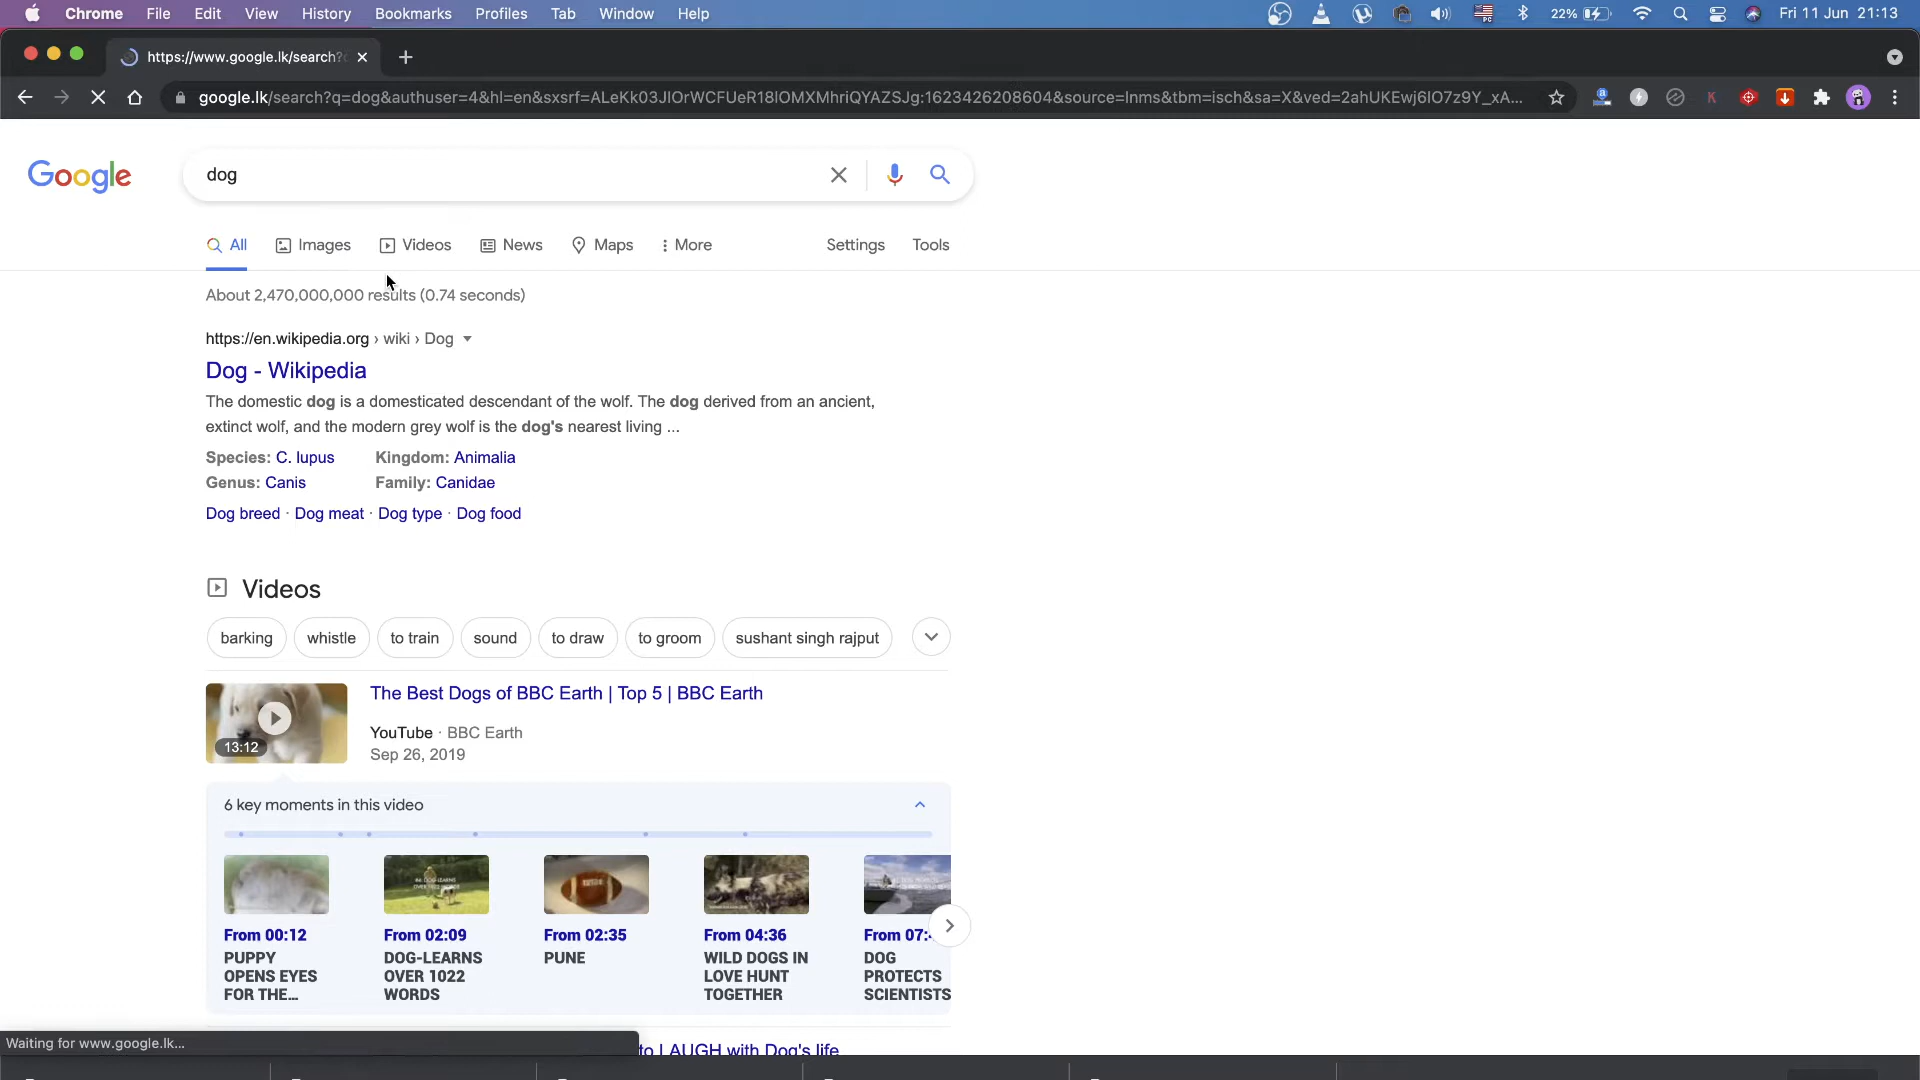 Chrome File Edit View History Bookmarks Profiles Tab Window Help 22% Fri 11 Jun 21:13
https://www.google.lk/search?
google.lk/search?q=dog&authuser=4&hl=en&sxsrf=ALeKk03JIOrWCFUeR18lOMXMhriQYAZSJg:1623426208604&source=lnms&tbm=isch&sa=X&ved=2ahUKEwj6lO7z9Y_xA...
Google dog
All Images Videos News Maps More Settings Tools
About 2,470,000,000 results (0.74 seconds)
https://en.wikipedia.org › wiki › Dog
Dog - Wikipedia
The domestic dog is a domesticated descendant of the wolf. The dog derived from an ancient,
extinct wolf, and the modern grey wolf is the dog's nearest living ...
Species: C. lupus Kingdom: Animalia
Genus: Canis Family: Canidae
Dog breed · Dog meat · Dog type · Dog food
Videos
barking whistle to train sound to draw to groom sushant singh rajput
The Best Dogs of BBC Earth | Top 5 | BBC Earth
YouTube · BBC Earth
13:12
Sep 26, 2019
6 key moments in this video
From 00:12 From 02:09 From 02:35 From 04:36 From 07:
PUPPY DOG-LEARNS PUNE WILD DOGS IN DOG
OPENS EYES OVER 1022 LOVE HUNT PROTECTS
FOR THE... WORDS TOGETHER SCIENTISTS
Waiting for www.google.lk...
to LAUGH with Dog's life